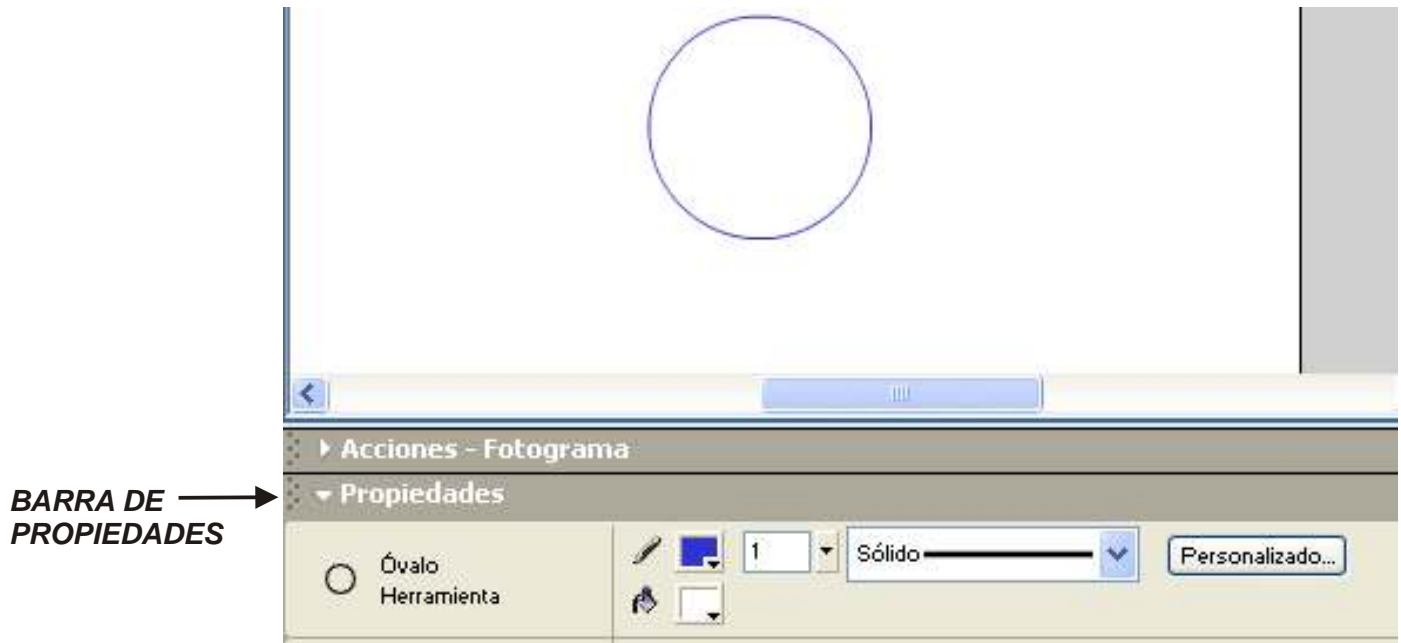 Acciones - Fotograma
BARRA DE
PROPIEDADES
Propiedades
Óvalo
Herramienta
1
Sólido
Personalizado...